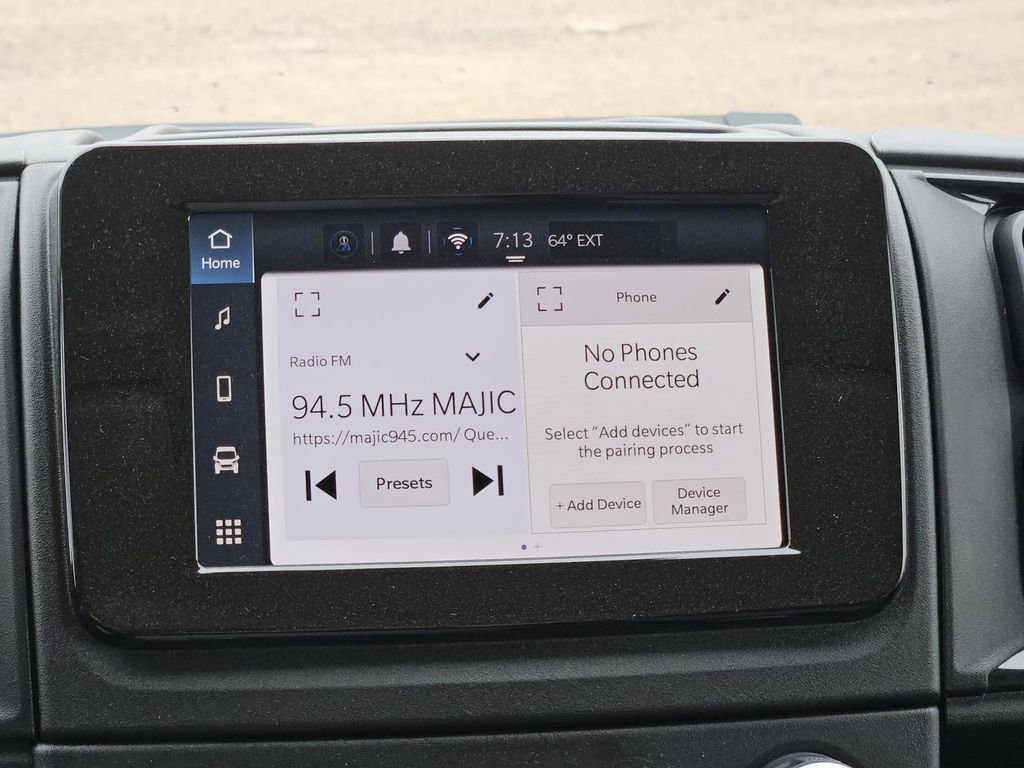 7:13 64° EXT
Home
Radio FM
94.5 MHz MAJIC
https://majic945.com/ Que...
Presets
Phone
No Phones
Connected
Select "Add devices" to start
the pairing process
+ Add Device
Device
Manager